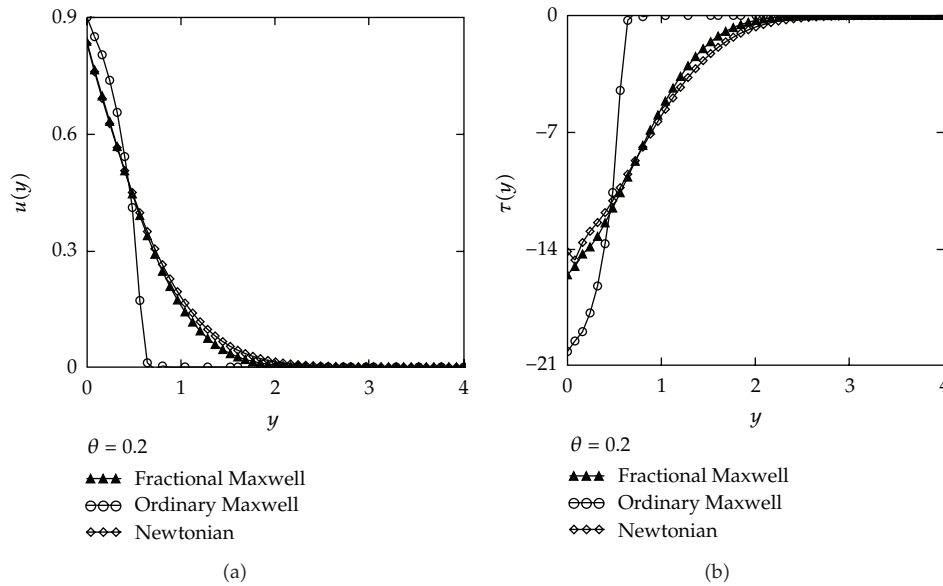 0.9
0.6
0.3
0
u(y)
0 1 2 3 4
y
θ = 0.2
Fractional Maxwell
Ordinary Maxwell
Newtonian
(a)
0
−7
−14
−21
τ(y)
0 1 2 3 4
y
θ = 0.2
Fractional Maxwell
Ordinary Maxwell
Newtonian
(b)